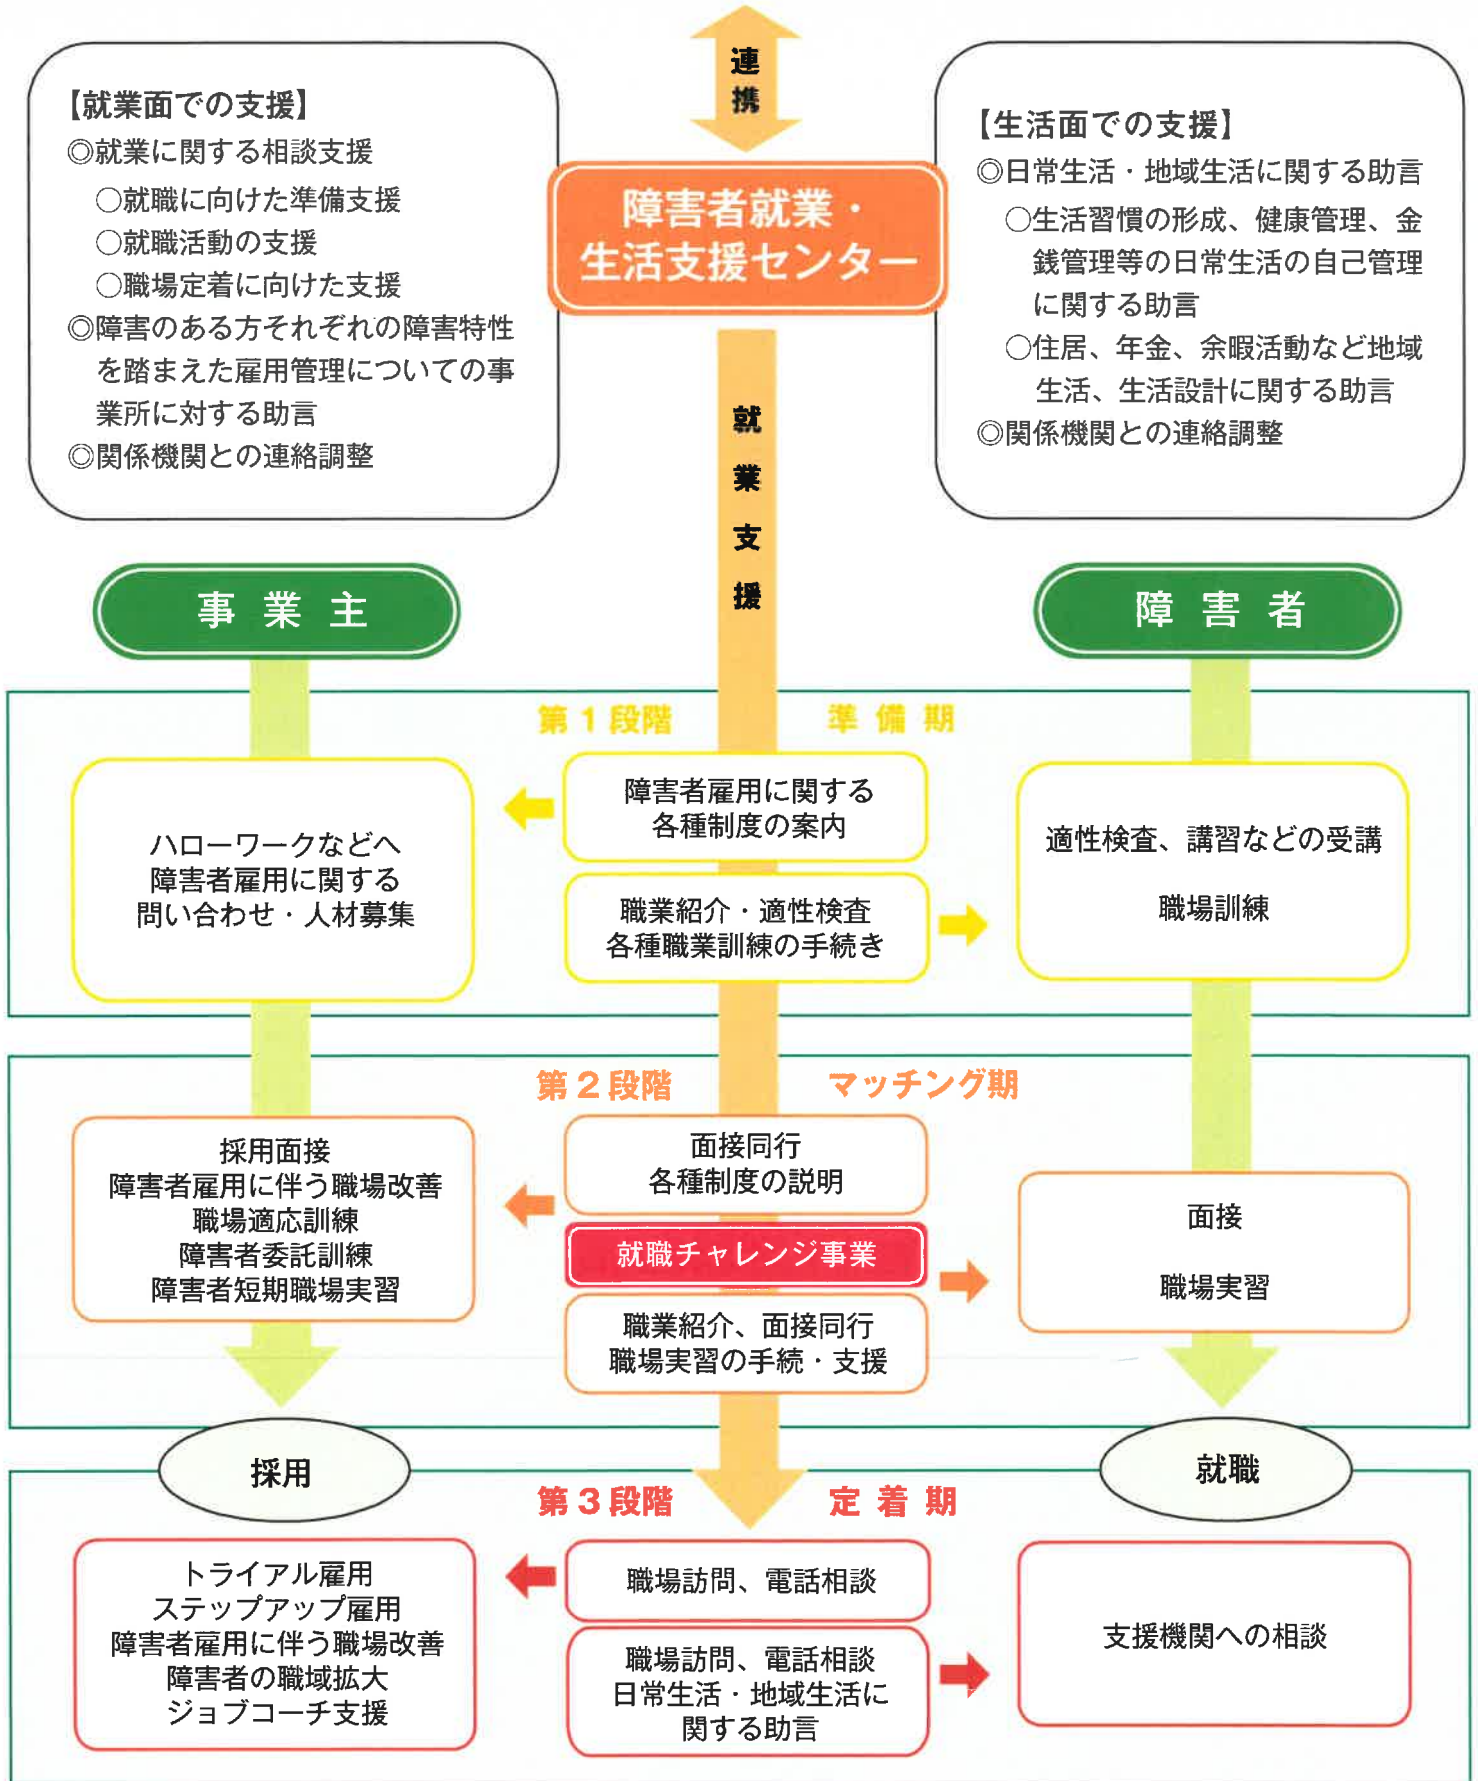 連
携
【就業面での支援】
◎就業に関する相談支援
○就職に向けた準備支援
○就職活動の支援
○職場定着に向けた支援
◎障害のある方それぞれの障害特性
を踏まえた雇用管理についての事
業所に対する助言
◎関係機関との連絡調整
障害者就業・
生活支援センター
【生活面での支援】
◎日常生活・地域生活に関する助言
○生活習慣の形成、健康管理、金
銭管理等の日常生活の自己管理
に関する助言
○住居、年金、余暇活動など地域
生活、生活設計に関する助言
◎関係機関との連絡調整
就
業
支
援
事業主
障害者
第1段階 準備期
ハローワークなどへ
障害者雇用に関する
問い合わせ・人材募集
障害者雇用に関する
各種制度の案内
職業紹介・適性検査
各種職業訓練の手続き
適性検査、講習などの受講
職場訓練
第2段階 マッチング期
採用面接
障害者雇用に伴う職場改善
職場適応訓練
障害者委託訓練
障害者短期職場実習
面接同行
各種制度の説明
就職チャレンジ事業
職業紹介、面接同行
職場実習の手続・支援
面接
職場実習
採用
就職
第3段階 定着期
トライアル雇用
ステップアップ雇用
障害者雇用に伴う職場改善
障害者の職域拡大
ジョブコーチ支援
職場訪問、電話相談
職場訪問、電話相談
日常生活・地域生活に
関する助言
支援機関への相談